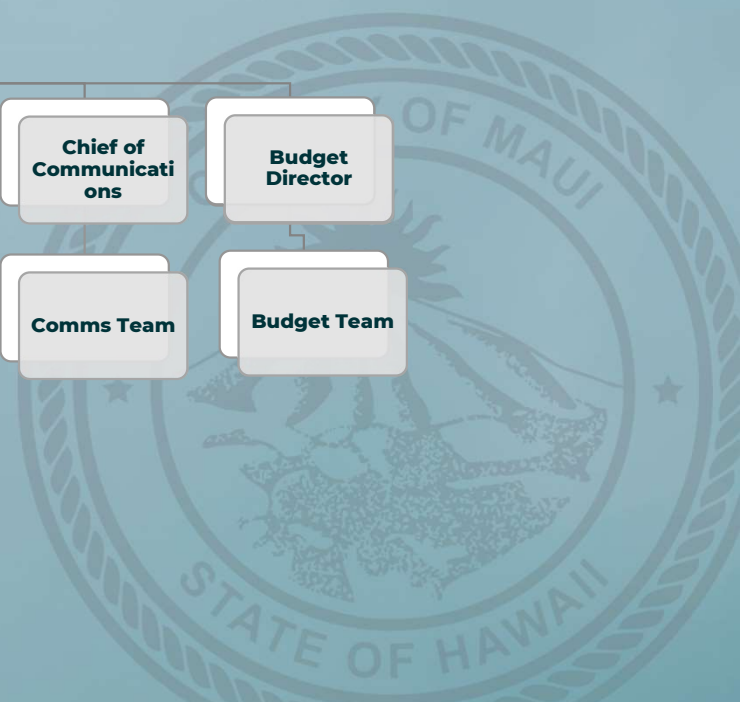 Chief of
Communicati
ons
Budget
Director
Comms Team
Budget Team
OF MAUI
STATE OF HAWAII